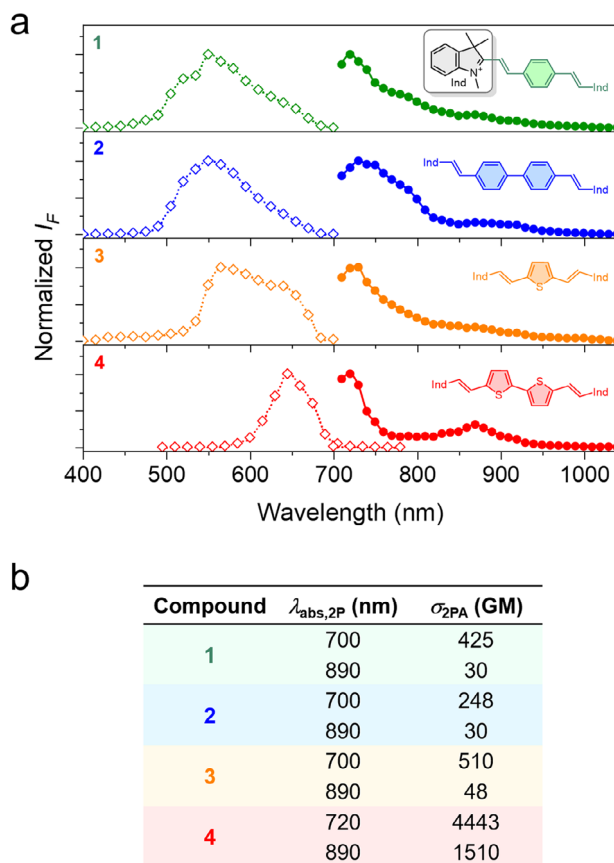 a
1
Ind
N+
Ind
2
Ind
Ind
3
Ind
Ind
S
4
Ind
S
S
Ind
Normalized I_F
400 500 600 700 800 900 1000
Wavelength (nm)
b
Compound λabs,2P (nm) σ2PA (GM)
1
700 425
890 30
2
700 248
890 30
3
700 510
890 48
4
720 4443
890 1510